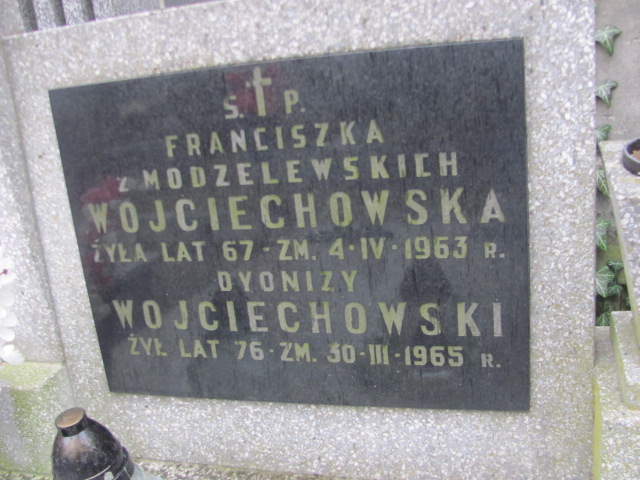 Ś. P.
FRANCISZKA
z MODZELEWSKICH
WOJCIECHOWSKA
ŻYŁA LAT 67-ZM. 4-IV-1963 R.
DYONIZY
WOJCIECHOWSKI
ŻYŁ LAT 76-ZM. 30-III-1965 R.